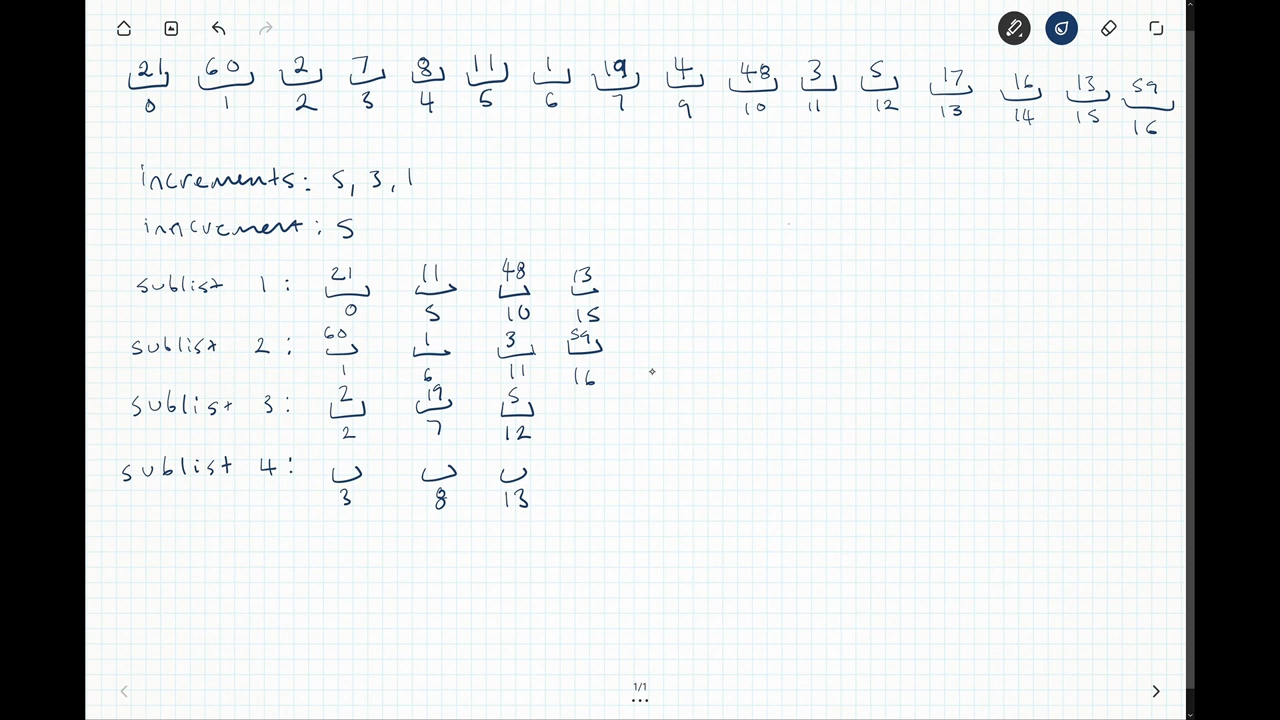 21 60 2 7 8 11 1 19 4 48 3 5 17 16 13 59
0 1 2 3 4 5 6 7 9 10 11 12 13 14 15 16
increments: 5, 3, 1
inncvement: 5
sublist 1: 21 11 48 13
0 5 10 15
sublist 2: 60 1 3 59
1 6 11 16
sublist 3: 2 19 5
2 7 12
sublist 4:
3 8 13
1/1